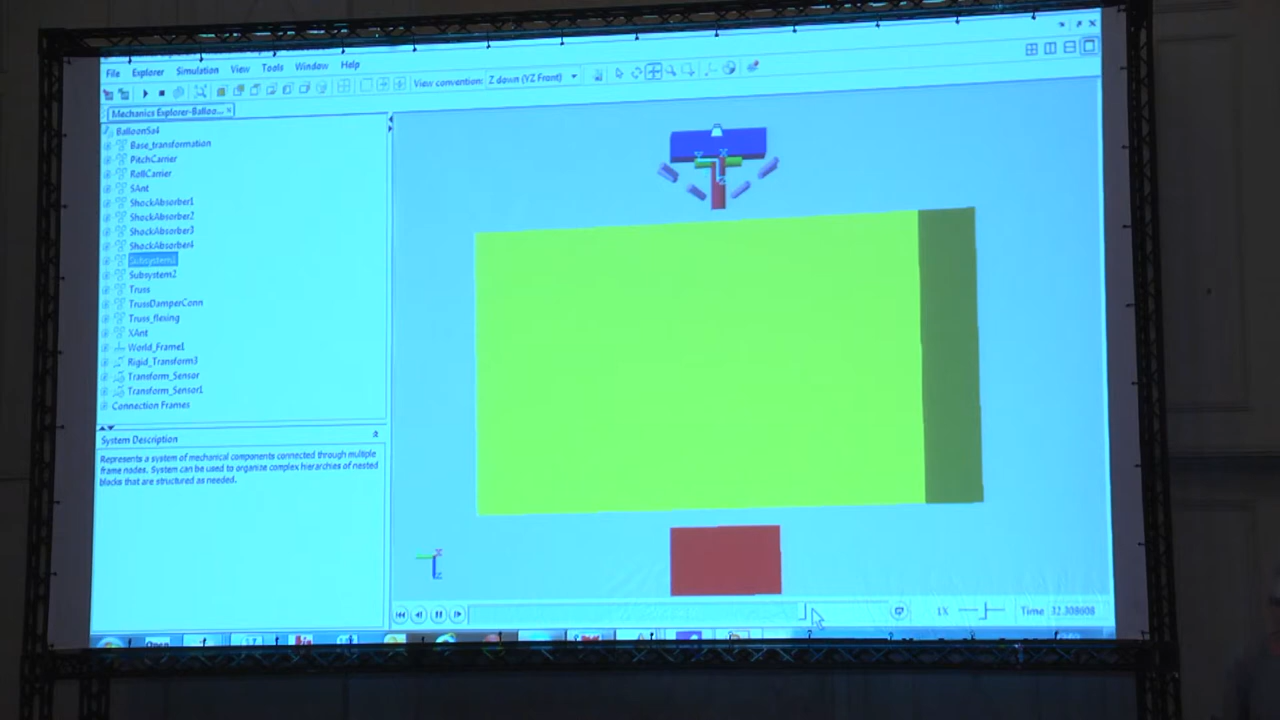 File Explorer Simulation View Tools Window Help
View convention: Z down (YZ Front)
Mechanics Explorer-Balloo...
BalloonSa4
Base_transformation
PitchCarrier
RollCarrier
SAnt
ShockAbsorber1
ShockAbsorber2
ShockAbsorber3
ShockAbsorber4
Subsystem1
Subsystem2
Truss
TrussDamperConn
Truss_flexing
XAnt
World_Frame1
Rigid_Transform3
Transform_Sensor
Transform_Sensor1
Connection Frames
System Description
Represents a system of mechanical components connected through multiple
frame nodes. System can be used to organize complex hierarchies of nested
blocks that are structured as needed.
1X Time 32.308608